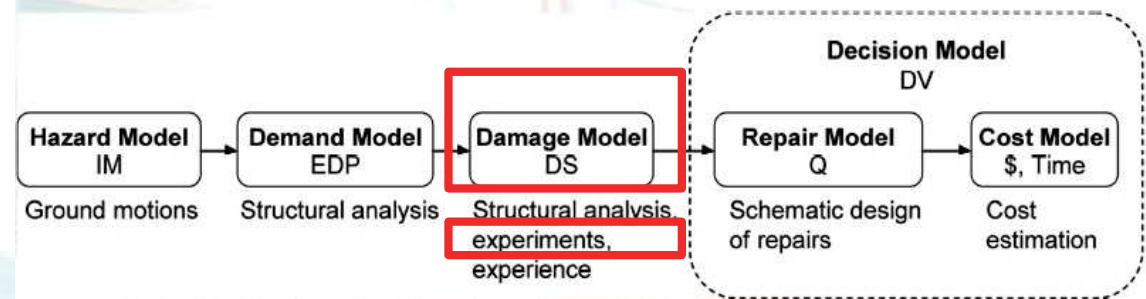 Decision Model
DV
Hazard Model
IM
Demand Model
EDP
Damage Model
DS
Repair Model
Q
Cost Model
$, Time
Ground motions
Structural analysis
Structural analysis,
experiments,
experience
Schematic design
of repairs
Cost
estimation